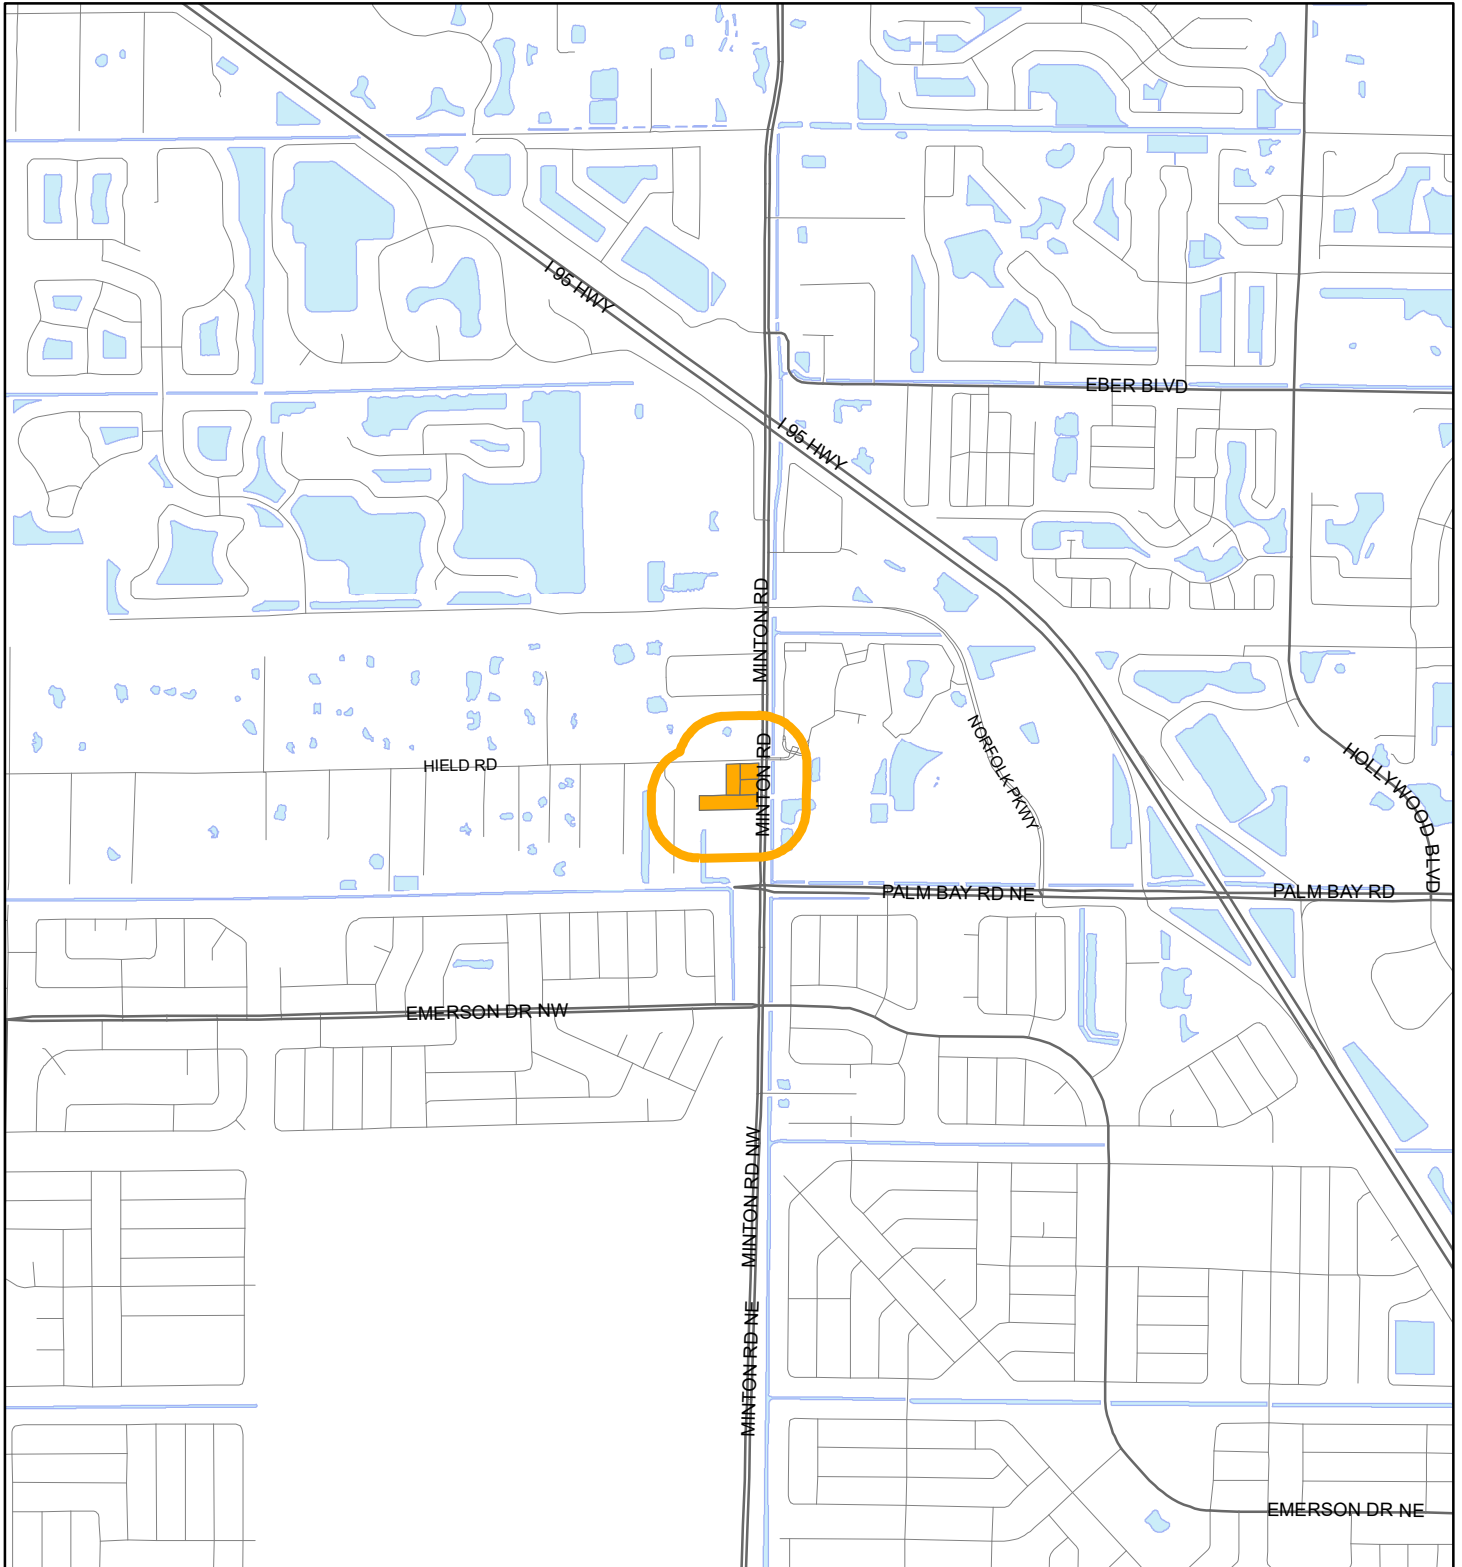 I 95 HWY
EBER BLVD
I 95 HWY
MINTON RD
NORFOLK PKWY
MINTON RD
HIELD RD
HOLLYWOOD BLVD
PALM BAY RD NE
PALM BAY RD
EMERSON DR NW
MINTON RD NW
MINTON RD NE
EMERSON DR NE